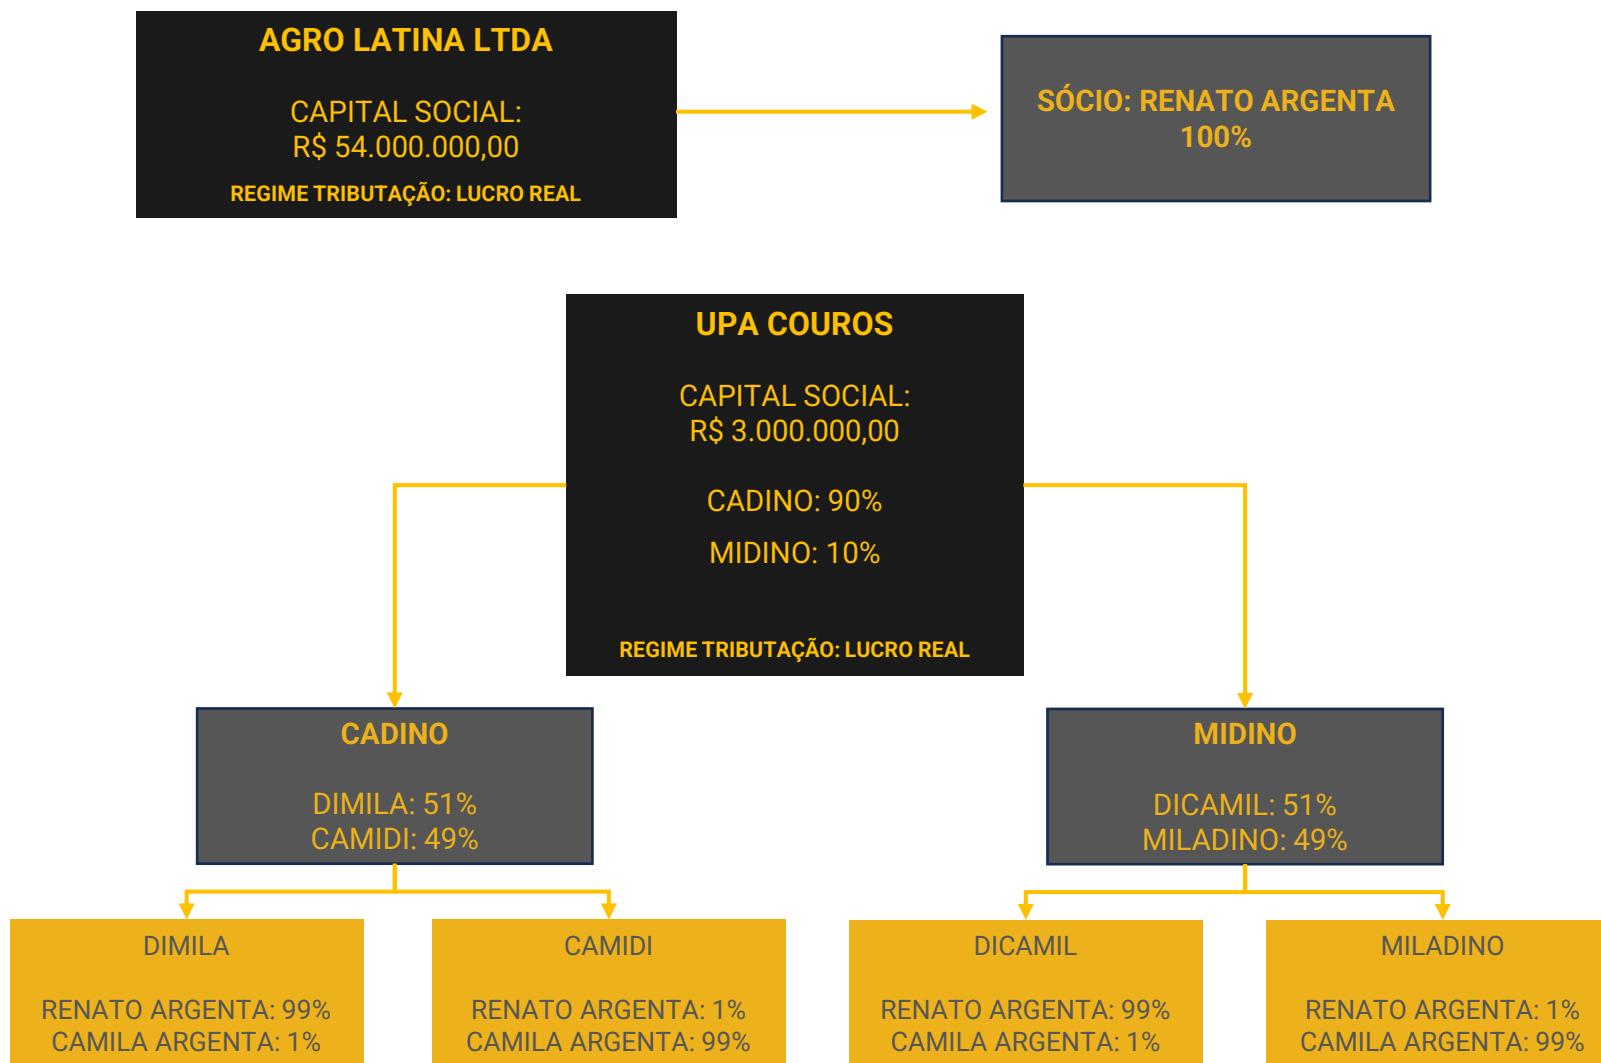 AGRO LATINA LTDA
CAPITAL SOCIAL:
R$ 54.000.000,00
REGIME TRIBUTAÇÃO: LUCRO REAL
SÓCIO: RENATO ARGENTA
100%
UPA COUROS
CAPITAL SOCIAL:
R$ 3.000.000,00
CADINO: 90%
MIDINO: 10%
REGIME TRIBUTAÇÃO: LUCRO REAL
CADINO
DIMILA: 51%
CAMIDI: 49%
MIDINO
DICAMIL: 51%
MILADINO: 49%
DIMILA
RENATO ARGENTA: 99%
CAMILA ARGENTA: 1%
CAMIDI
RENATO ARGENTA: 1%
CAMILA ARGENTA: 99%
DICAMIL
RENATO ARGENTA: 99%
CAMILA ARGENTA: 1%
MILADINO
RENATO ARGENTA: 1%
CAMILA ARGENTA: 99%